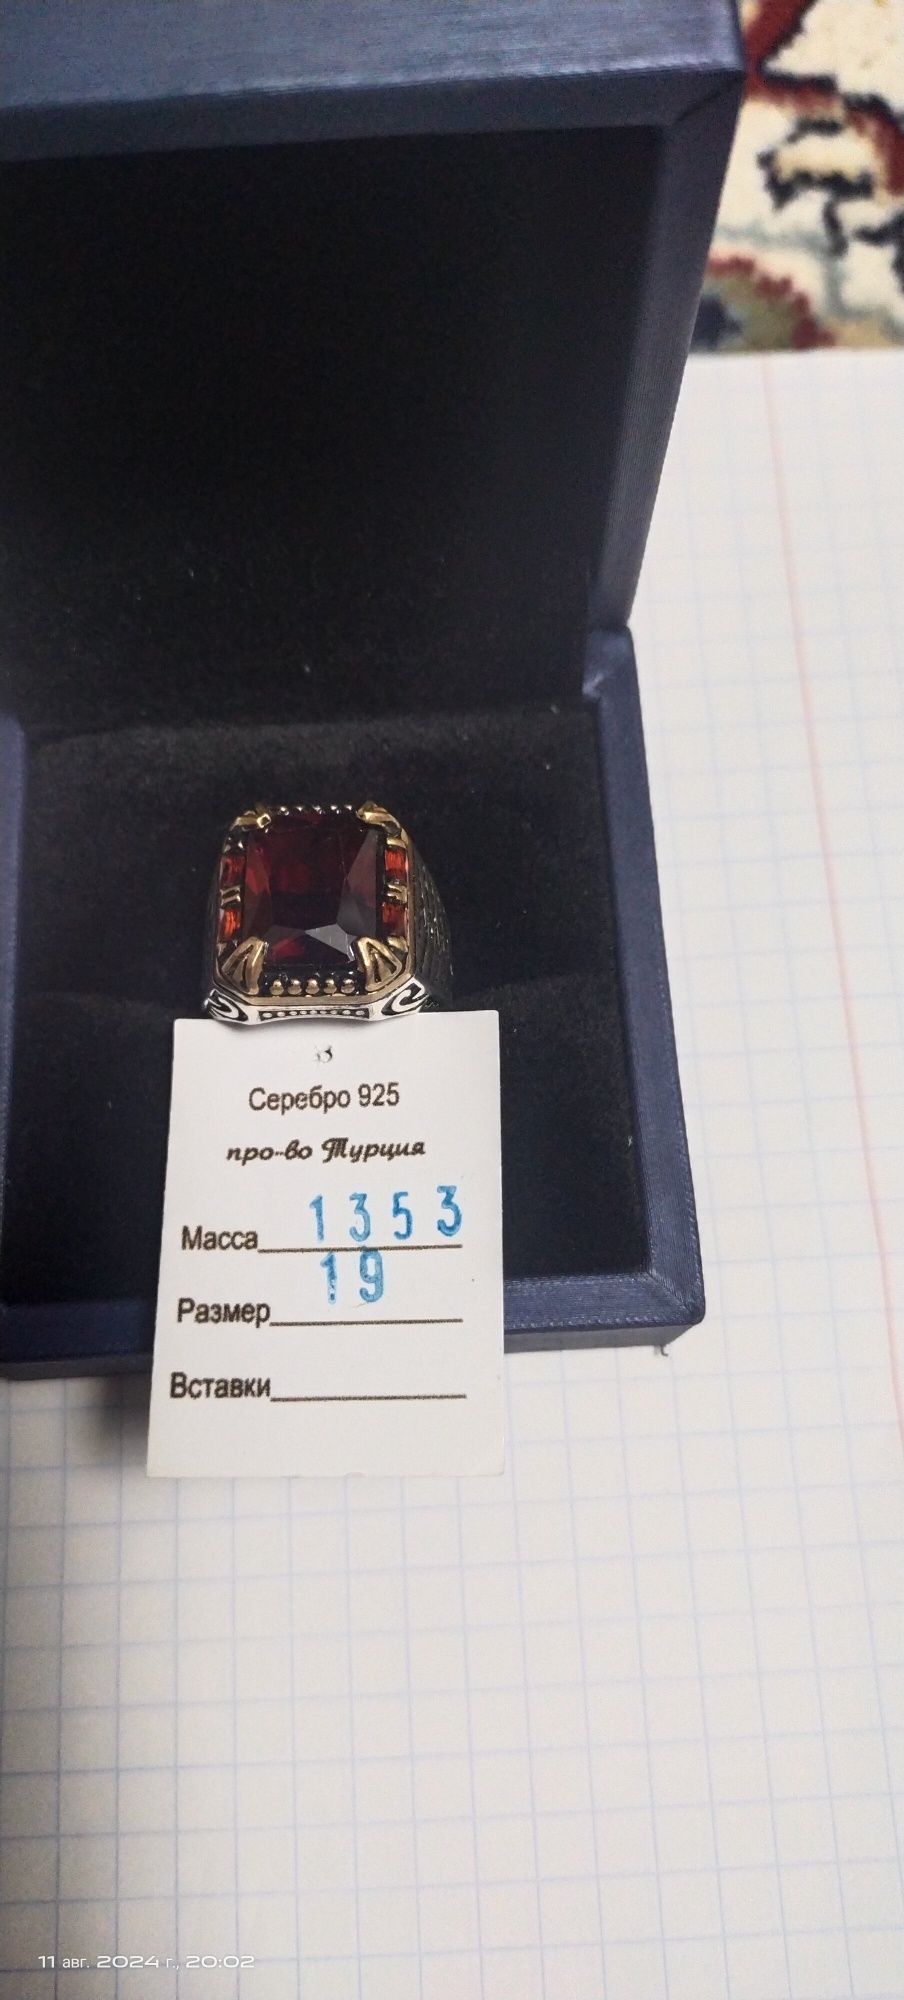 Серебро 925
про-во Турция
Масса 1353
Размер 19
Вставки
11 авг. 2024 г., 20:02